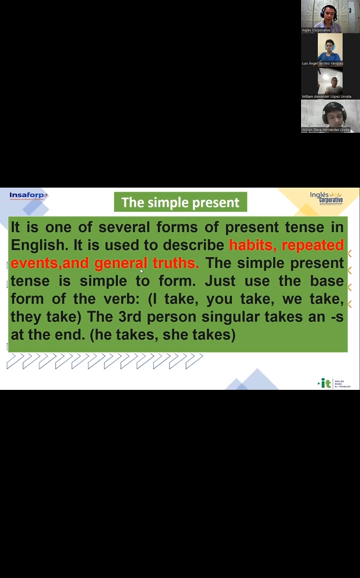 Inglés Corporativo
Insaforp
The simple present
Inglés
Corporativo
It is one of several forms of present tense in
English. It is used to describe habits, repeated
events,and general truths. The simple present
tense is simple to form. Just use the base
form of the verb: (I take, you take, we take,
they take) The 3rd person singular takes an -s
at the end. (he takes, she takes)
it